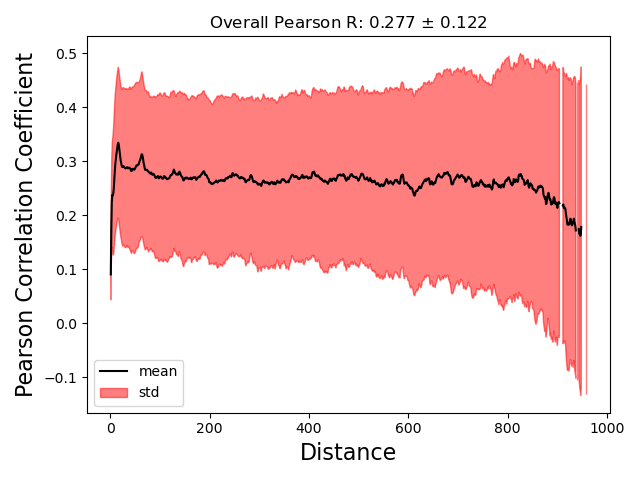 Overall Pearson R: 0.277 ± 0.122
Pearson Correlation Coefficient
0.5
0.4
0.3
0.2
0.1
0.0
−0.1
mean
std
0 200 400 600 800 1000
Distance